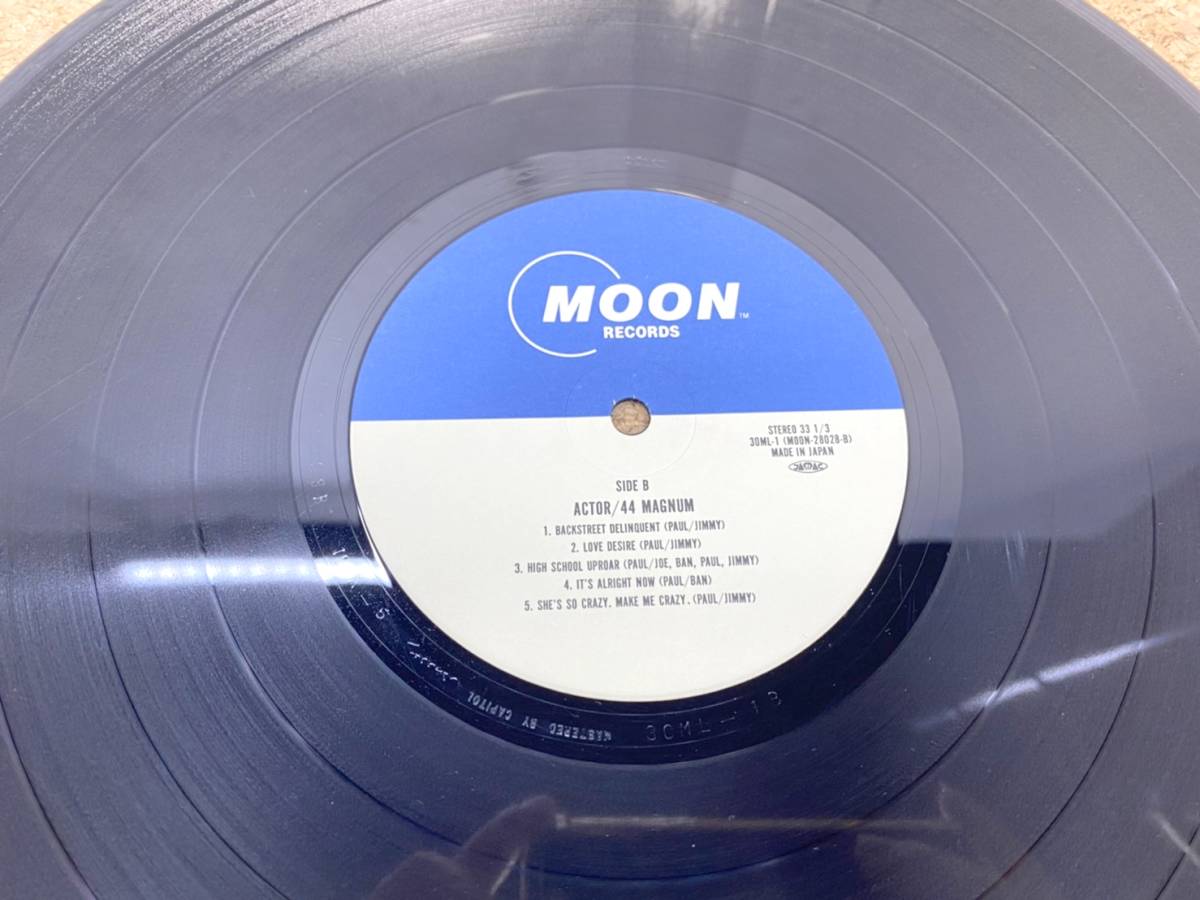 MOON™
RECORDS
STEREO 33 1/3
30ML-1 (MOON-28028-B)
MADE IN JAPAN
SIDE B
ACTOR/44 MAGNUM
1. BACKSTREET DELINQUENT (PAUL/JIMMY)
2. LOVE DESIRE (PAUL/JIMMY)
3. HIGH SCHOOL UPROAR (PAUL/JOE, BAN, PAUL, JIMMY)
4. IT'S ALRIGHT NOW (PAUL/BAN)
5. SHE'S SO CRAZY. MAKE ME CRAZY. (PAUL/JIMMY)
MASTERED BY CAPITOL